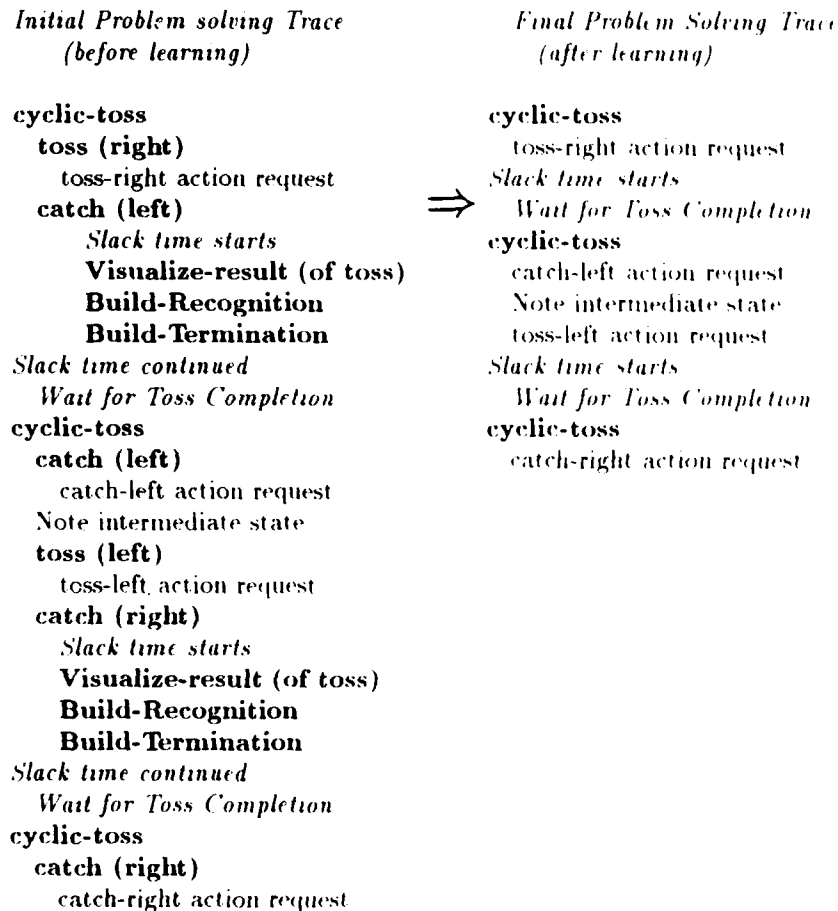 Initial Problem solving Trace
(before learning)
cyclic-toss
toss (right)
toss-right action request
catch (left)
Slack time starts
Visualize-result (of toss)
Build-Recognition
Build-Termination
Slack time continued
Wait for Toss Completion
cyclic-toss
catch (left)
catch-left action request
Note intermediate state
toss (left)
toss-left action request
catch (right)
Slack time starts
Visualize-result (of toss)
Build-Recognition
Build-Termination
Slack time continued
Wait for Toss Completion
cyclic-toss
catch (right)
catch-right action request
⇒
Final Problem Solving Trace
(after learning)
cyclic-toss
toss-right action request
Slack time starts
Wait for Toss Completion
cyclic-toss
catch-left action request
Note intermediate state
toss-left action request
Slack time starts
Wait for Toss Completion
cyclic-toss
catch-right action request